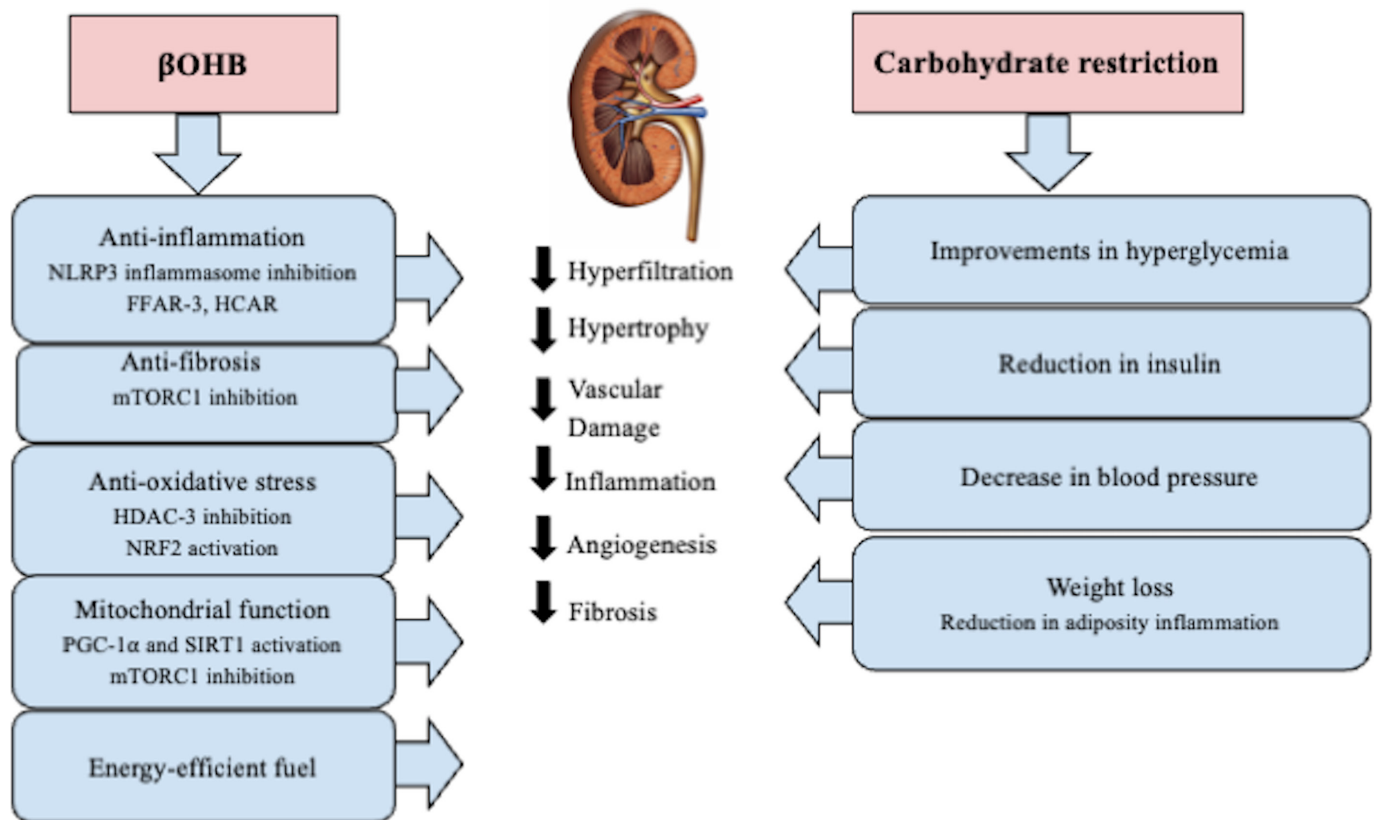 βOHB
Anti-inflammation
NLRP3 inflammasome inhibition
FFAR-3, HCAR
Anti-fibrosis
mTORC1 inhibition
Anti-oxidative stress
HDAC-3 inhibition
NRF2 activation
Mitochondrial function
PGC-1α and SIRT1 activation
mTORC1 inhibition
Energy-efficient fuel
Hyperfiltration
Hypertrophy
Vascular
Damage
Inflammation
Angiogenesis
Fibrosis
Carbohydrate restriction
Improvements in hyperglycemia
Reduction in insulin
Decrease in blood pressure
Weight loss
Reduction in adiposity inflammation